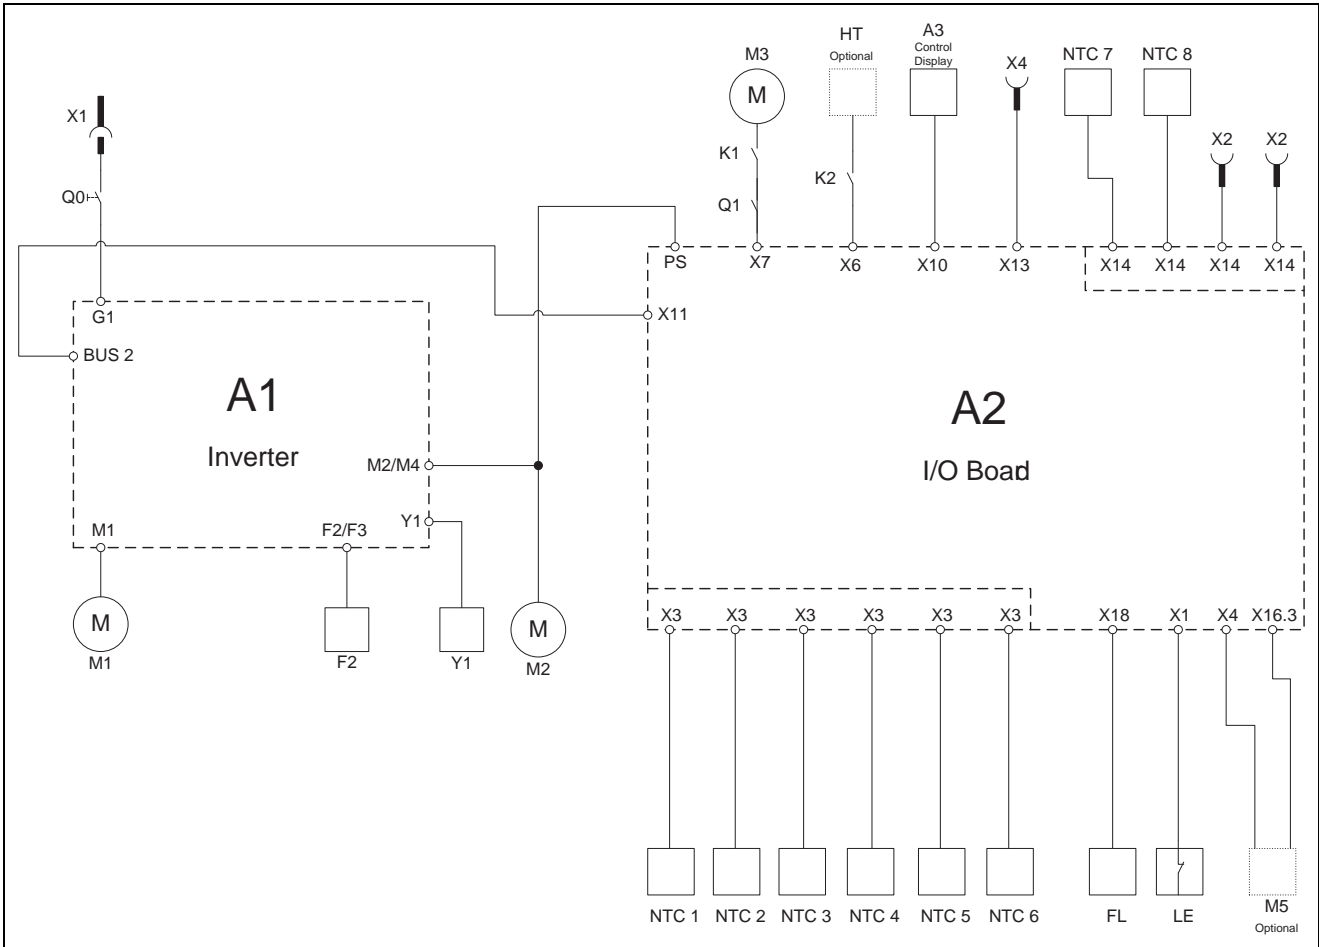 HT
Optional
A3
Control
Display
M3
X4
NTC 7
NTC 8
M
X1
K1
X2
X2
K2
Q0
Q1
PS
X7
X6
X10
X13
X14
X14
X14
X14
G1
X11
BUS 2
A1
A2
Inverter
M2/M4
I/O Board
Y1
M1
F2/F3
X3
X3
X3
X3
X3
X3
X18
X1
X4
X16.3
M
M
M1
F2
Y1
M2
NTC 1
NTC 2
NTC 3
NTC 4
NTC 5
NTC 6
FL
LE
M5
Optional